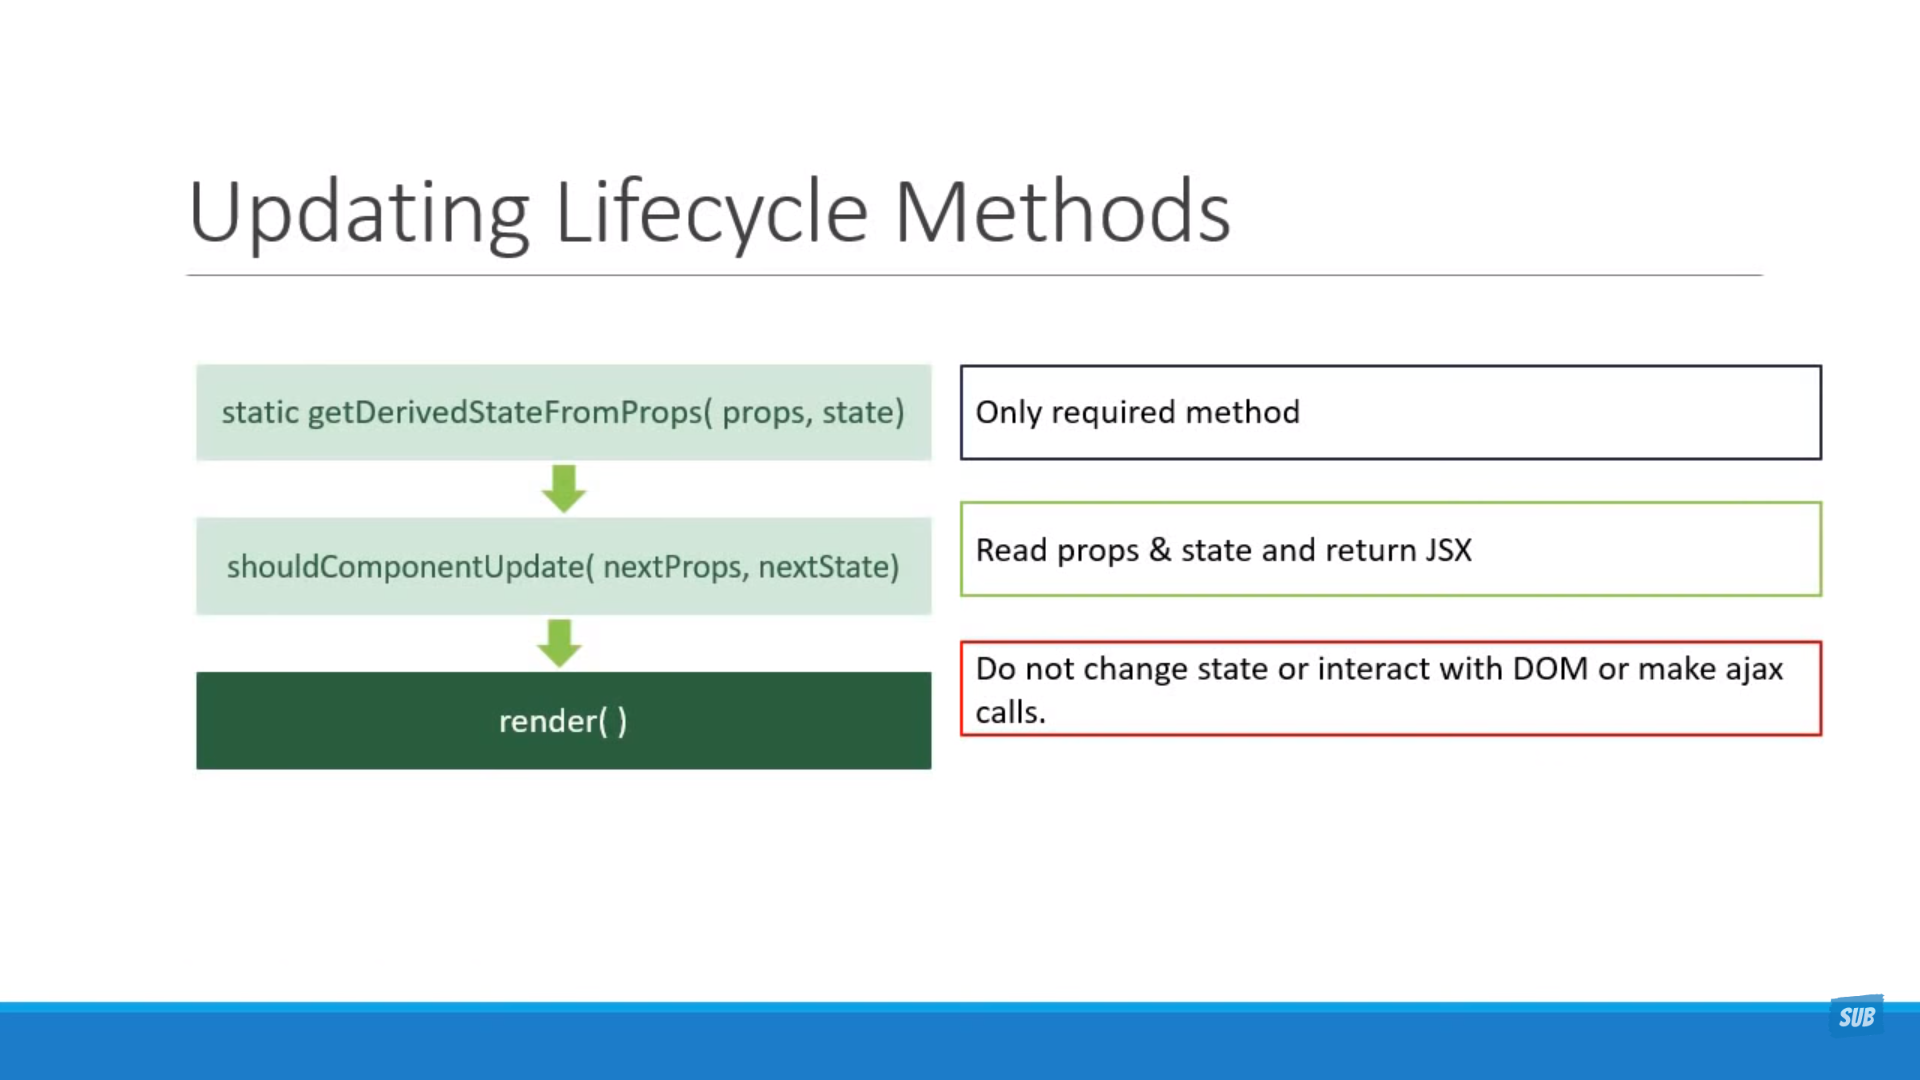 Updating Lifecycle Methods
static getDerivedStateFromProps( props, state)
Only required method
shouldComponentUpdate( nextProps, nextState)
Read props & state and return JSX
render( )
Do not change state or interact with DOM or make ajax
calls.
SUB